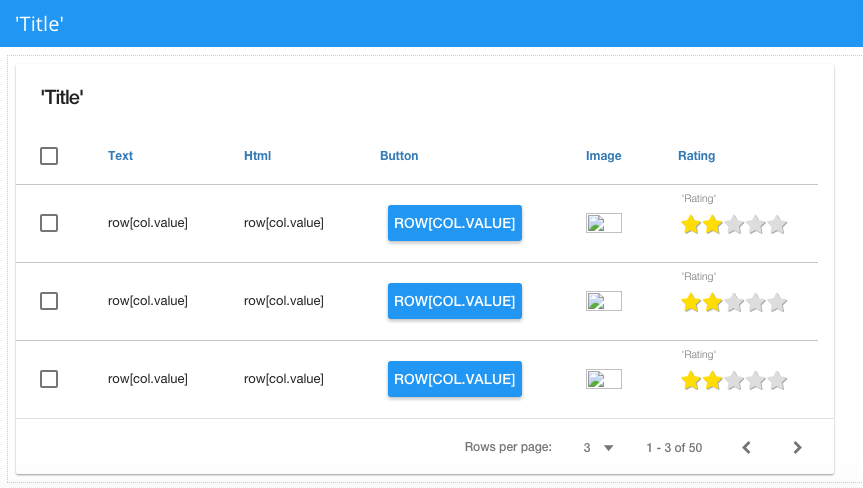 'Title'
'Title'
Text Html Button Image Rating
'Rating'
row[col.value] row[col.value] ROW[COL.VALUE]
'Rating'
row[col.value] row[col.value] ROW[COL.VALUE]
'Rating'
row[col.value] row[col.value] ROW[COL.VALUE]
Rows per page: 3 1 - 3 of 50